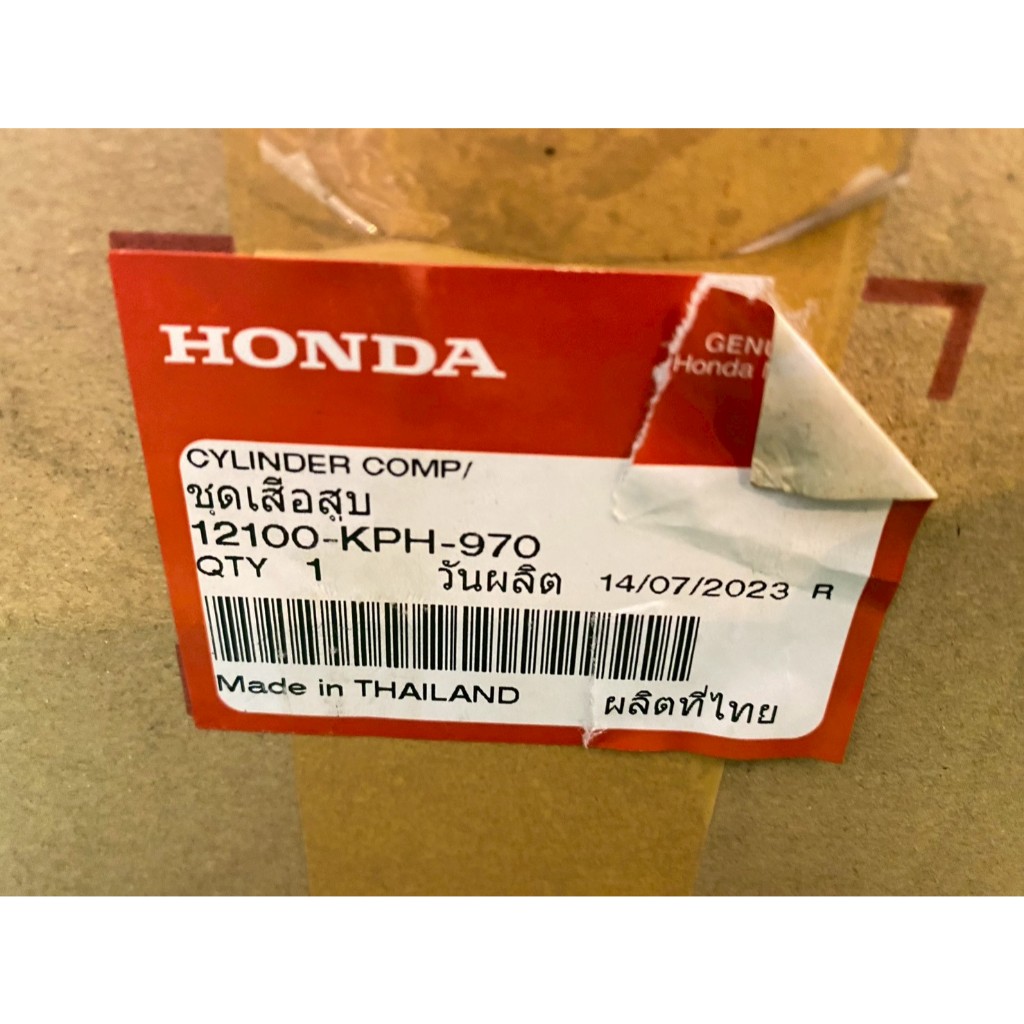 HONDA
GENU
Honda
CYLINDER COMP/
ชุดเสื้อสูบ
12100-KPH-970
QTY 1 วันผลิต 14/07/2023 R
Made in THAILAND ผลิตที่ไทย